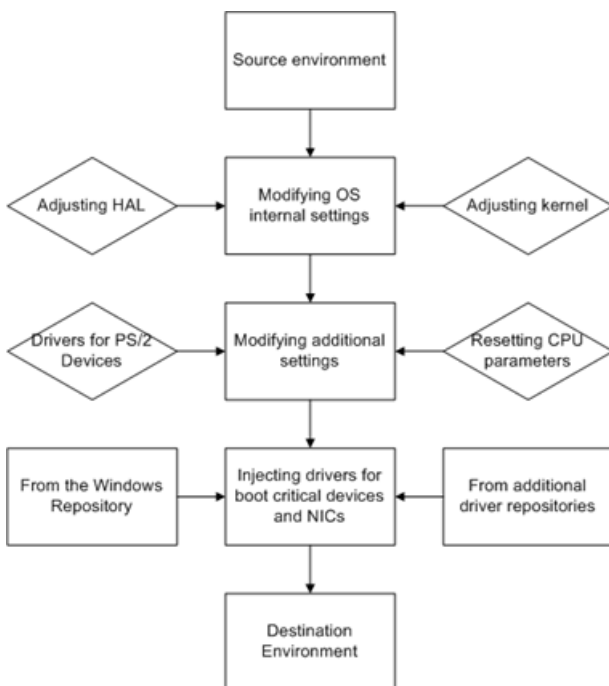 Source environment
Adjusting HAL
Modifying OS
internal settings
Adjusting kernel
Drivers for PS/2
Devices
Modifying additional
settings
Resetting CPU
parameters
From the Windows
Repository
Injecting drivers for
boot critical devices
and NICs
From additional
driver repositories
Destination
Environment